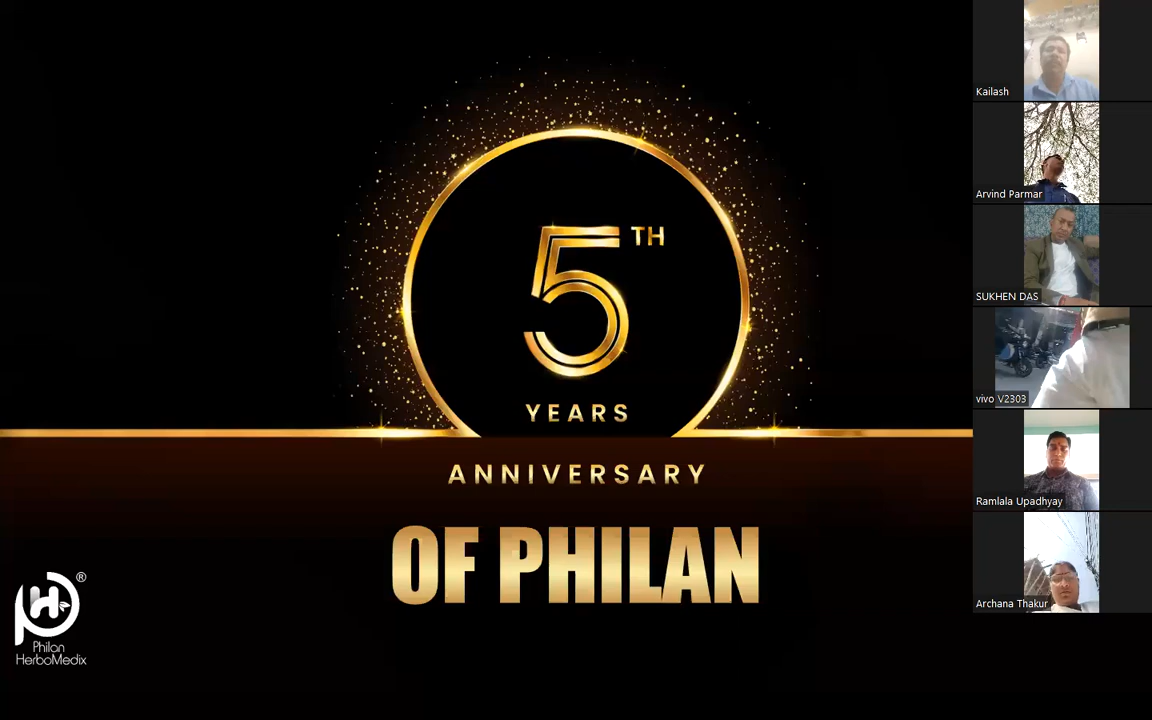 5TH
YEARS
ANNIVERSARY
OF PHILAN
®
Philan
HerboMedix
Kailash
Arvind Parmar
SUKHEN DAS
vivo V2303
Ramlala Upadhyay
Archana Thakur